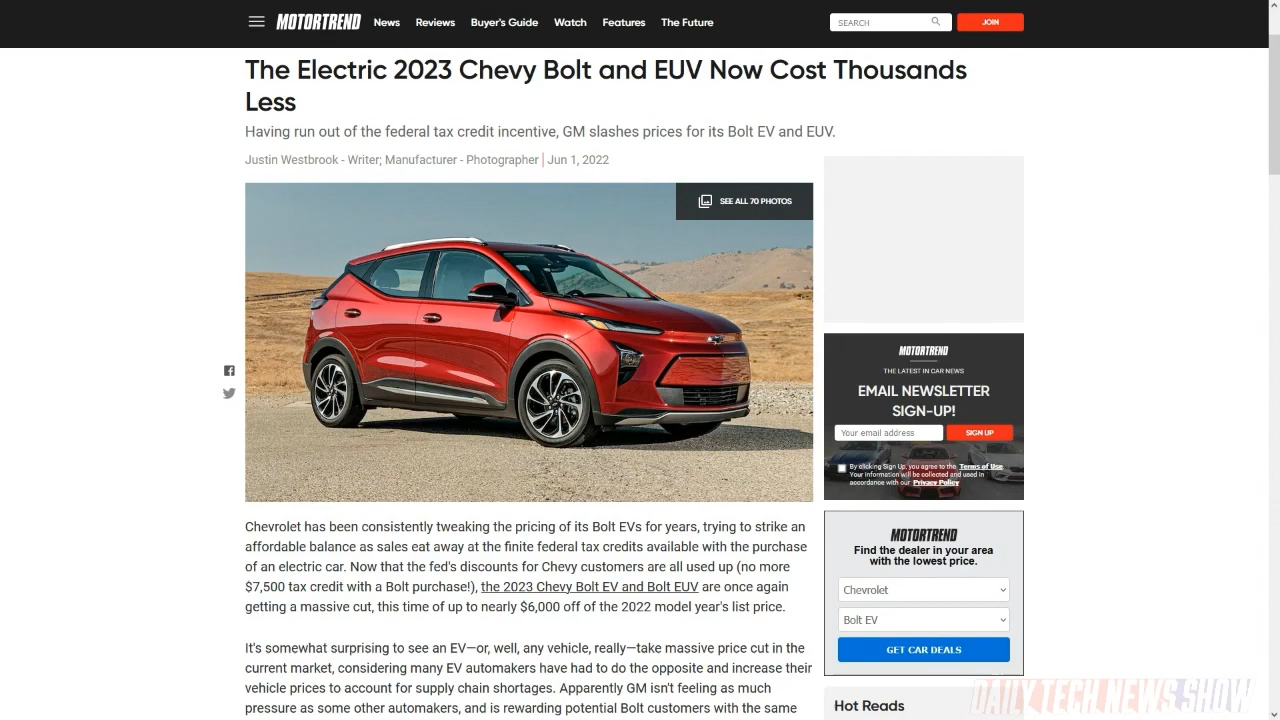 MOTORTREND News Reviews Buyer's Guide Watch Features The Future SEARCH JOIN
The Electric 2023 Chevy Bolt and EUV Now Cost Thousands
Less
Having run out of the federal tax credit incentive, GM slashes prices for its Bolt EV and EUV.
Justin Westbrook - Writer; Manufacturer - Photographer | Jun 1, 2022
SEE ALL 70 PHOTOS
Chevrolet has been consistently tweaking the pricing of its Bolt EVs for years, trying to strike an
affordable balance as sales eat away at the finite federal tax credits available with the purchase
of an electric car. Now that the fed's discounts for Chevy customers are all used up (no more
$7,500 tax credit with a Bolt purchase!), the 2023 Chevy Bolt EV and Bolt EUV are once again
getting a massive cut, this time of up to nearly $6,000 off of the 2022 model year's list price.
It's somewhat surprising to see an EV—or, well, any vehicle, really—take massive price cut in the
current market, considering many EV automakers have had to do the opposite and increase their
vehicle prices to account for supply chain shortages. Apparently GM isn't feeling as much
pressure as some other automakers, and is rewarding potential Bolt customers with the same
MOTORTREND
THE LATEST IN CAR NEWS
EMAIL NEWSLETTER
SIGN-UP!
Your email address SIGN UP
By clicking Sign Up, you agree to the Terms of Use.
Your information will be collected and used in
accordance with our Privacy Policy
MOTORTREND
Find the dealer in your area
with the lowest price.
Chevrolet
Bolt EV
GET CAR DEALS
Hot Reads
DAILY TECH NEWS SHOW